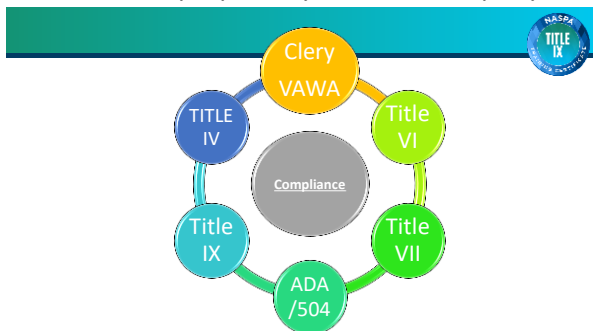 NASPA
TITLE
IX
Clery
VAWA
TITLE
IV
Title
VI
Compliance
Title
IX
Title
VII
ADA
/504